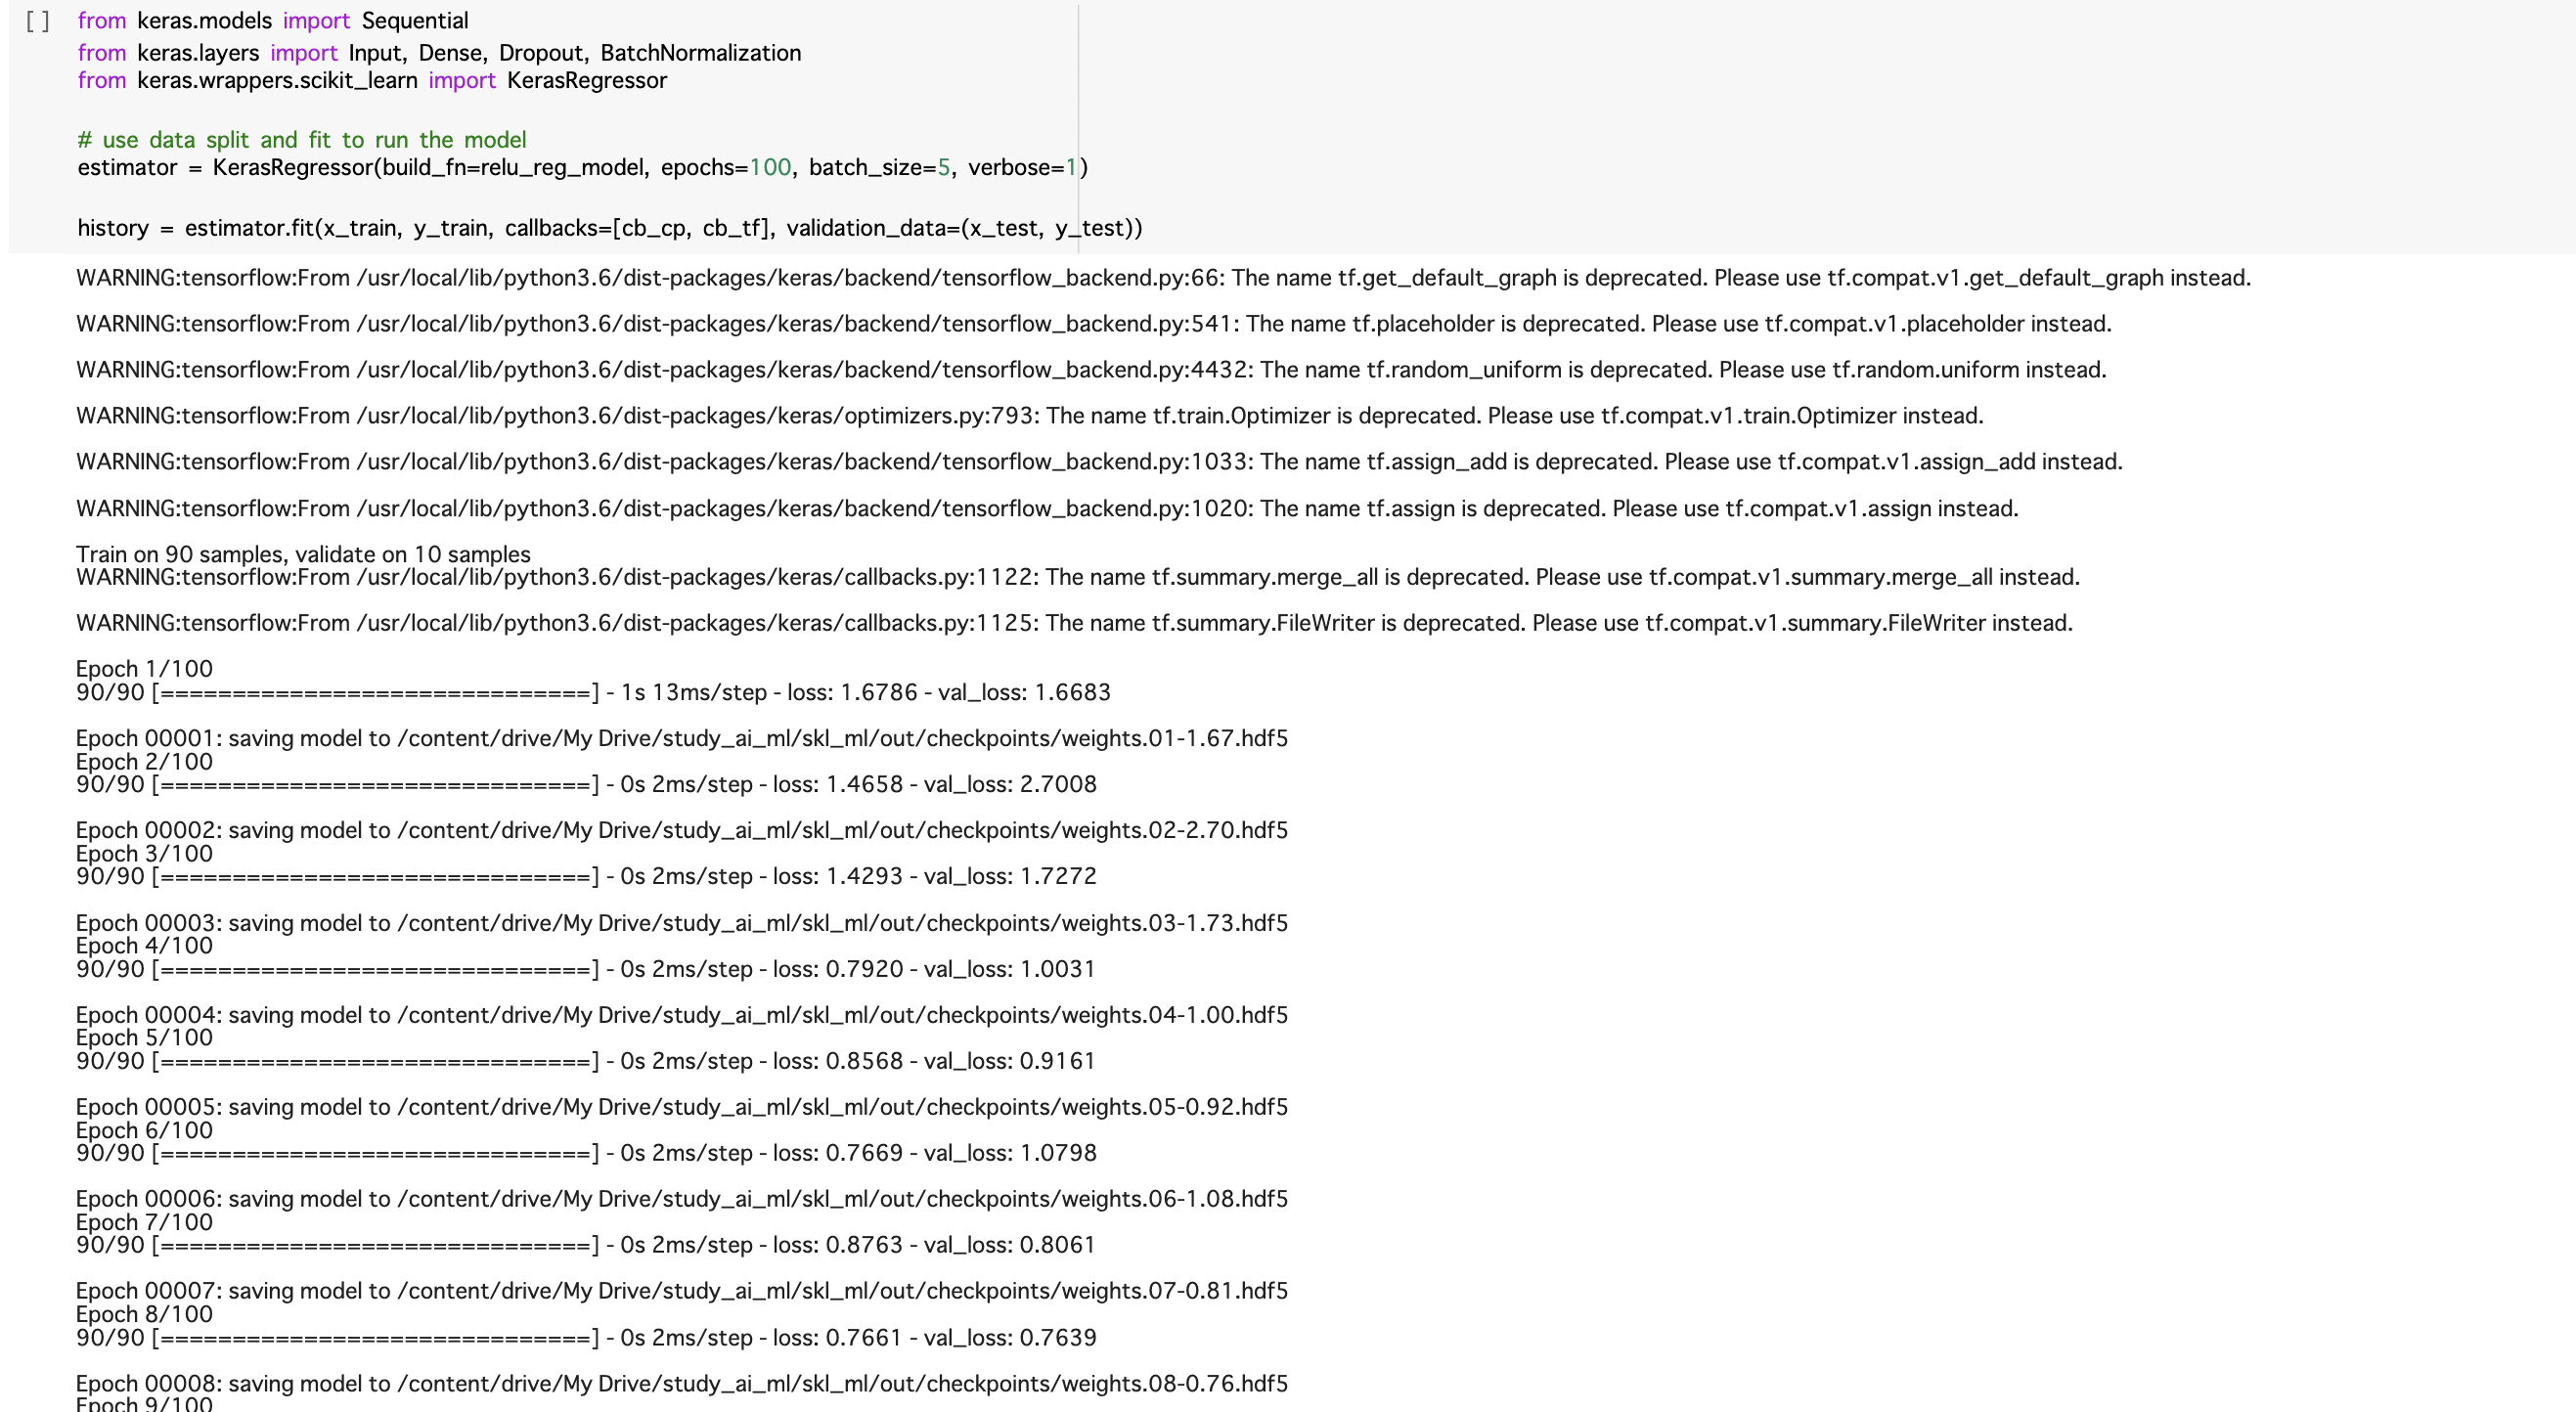 [ ] from keras.models import Sequential
from keras.layers import Input, Dense, Dropout, BatchNormalization
from keras.wrappers.scikit_learn import KerasRegressor
# use data split and fit to run the model
estimator = KerasRegressor(build_fn=relu_reg_model, epochs=100, batch_size=5, verbose=1)
history = estimator.fit(x_train, y_train, callbacks=[cb_cp, cb_tf], validation_data=(x_test, y_test))
WARNING:tensorflow:From /usr/local/lib/python3.6/dist-packages/keras/backend/tensorflow_backend.py:66: The name tf.get_default_graph is deprecated. Please use tf.compat.v1.get_default_graph instead.
WARNING:tensorflow:From /usr/local/lib/python3.6/dist-packages/keras/backend/tensorflow_backend.py:541: The name tf.placeholder is deprecated. Please use tf.compat.v1.placeholder instead.
WARNING:tensorflow:From /usr/local/lib/python3.6/dist-packages/keras/backend/tensorflow_backend.py:4432: The name tf.random_uniform is deprecated. Please use tf.random.uniform instead.
WARNING:tensorflow:From /usr/local/lib/python3.6/dist-packages/keras/optimizers.py:793: The name tf.train.Optimizer is deprecated. Please use tf.compat.v1.train.Optimizer instead.
WARNING:tensorflow:From /usr/local/lib/python3.6/dist-packages/keras/backend/tensorflow_backend.py:1033: The name tf.assign_add is deprecated. Please use tf.compat.v1.assign_add instead.
WARNING:tensorflow:From /usr/local/lib/python3.6/dist-packages/keras/backend/tensorflow_backend.py:1020: The name tf.assign is deprecated. Please use tf.compat.v1.assign instead.
Train on 90 samples, validate on 10 samples
WARNING:tensorflow:From /usr/local/lib/python3.6/dist-packages/keras/callbacks.py:1122: The name tf.summary.merge_all is deprecated. Please use tf.compat.v1.summary.merge_all instead.
WARNING:tensorflow:From /usr/local/lib/python3.6/dist-packages/keras/callbacks.py:1125: The name tf.summary.FileWriter is deprecated. Please use tf.compat.v1.summary.FileWriter instead.
Epoch 1/100
90/90 [==============================] - 1s 13ms/step - loss: 1.6786 - val_loss: 1.6683
Epoch 00001: saving model to /content/drive/My Drive/study_ai_ml/skl_ml/out/checkpoints/weights.01-1.67.hdf5
Epoch 2/100
90/90 [==============================] - 0s 2ms/step - loss: 1.4658 - val_loss: 2.7008
Epoch 00002: saving model to /content/drive/My Drive/study_ai_ml/skl_ml/out/checkpoints/weights.02-2.70.hdf5
Epoch 3/100
90/90 [==============================] - 0s 2ms/step - loss: 1.4293 - val_loss: 1.7272
Epoch 00003: saving model to /content/drive/My Drive/study_ai_ml/skl_ml/out/checkpoints/weights.03-1.73.hdf5
Epoch 4/100
90/90 [==============================] - 0s 2ms/step - loss: 0.7920 - val_loss: 1.0031
Epoch 00004: saving model to /content/drive/My Drive/study_ai_ml/skl_ml/out/checkpoints/weights.04-1.00.hdf5
Epoch 5/100
90/90 [==============================] - 0s 2ms/step - loss: 0.8568 - val_loss: 0.9161
Epoch 00005: saving model to /content/drive/My Drive/study_ai_ml/skl_ml/out/checkpoints/weights.05-0.92.hdf5
Epoch 6/100
90/90 [==============================] - 0s 2ms/step - loss: 0.7669 - val_loss: 1.0798
Epoch 00006: saving model to /content/drive/My Drive/study_ai_ml/skl_ml/out/checkpoints/weights.06-1.08.hdf5
Epoch 7/100
90/90 [==============================] - 0s 2ms/step - loss: 0.8763 - val_loss: 0.8061
Epoch 00007: saving model to /content/drive/My Drive/study_ai_ml/skl_ml/out/checkpoints/weights.07-0.81.hdf5
Epoch 8/100
90/90 [==============================] - 0s 2ms/step - loss: 0.7661 - val_loss: 0.7639
Epoch 00008: saving model to /content/drive/My Drive/study_ai_ml/skl_ml/out/checkpoints/weights.08-0.76.hdf5
Epoch 9/100